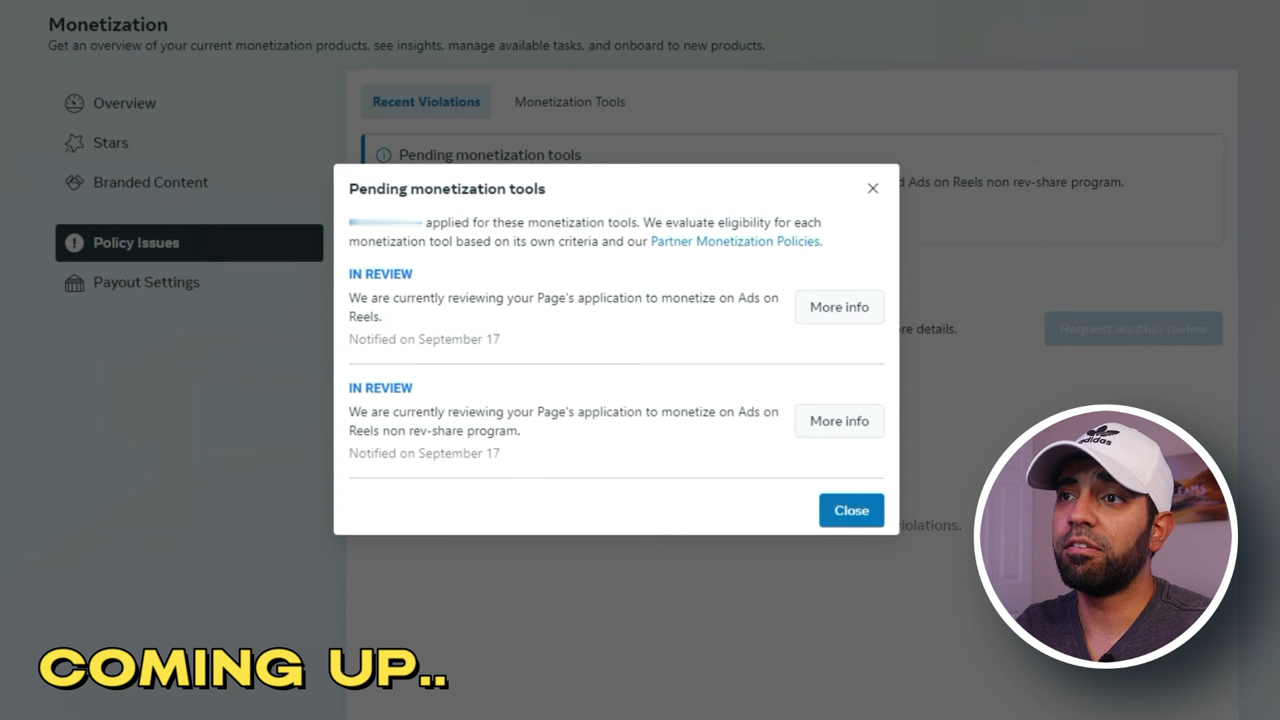 Monetization
Get an overview of your current monetization products, see insights, manage available tasks, and onboard to new products.
Overview
Stars
Branded Content
Policy Issues
Payout Settings
Recent Violations
Monetization Tools
Pending monetization tools
d Ads on Reels non rev-share program.
Pending monetization tools
applied for these monetization tools. We evaluate eligibility for each
monetization tool based on its own criteria and our Partner Monetization Policies.
IN REVIEW
We are currently reviewing your Page's application to monetize on Ads on
Reels.
Notified on September 17
More info
IN REVIEW
We are currently reviewing your Page's application to monetize on Ads on
Reels non rev-share program.
Notified on September 17
More info
Close
re details.
Request another review
violations.
adidas
COMING UP..